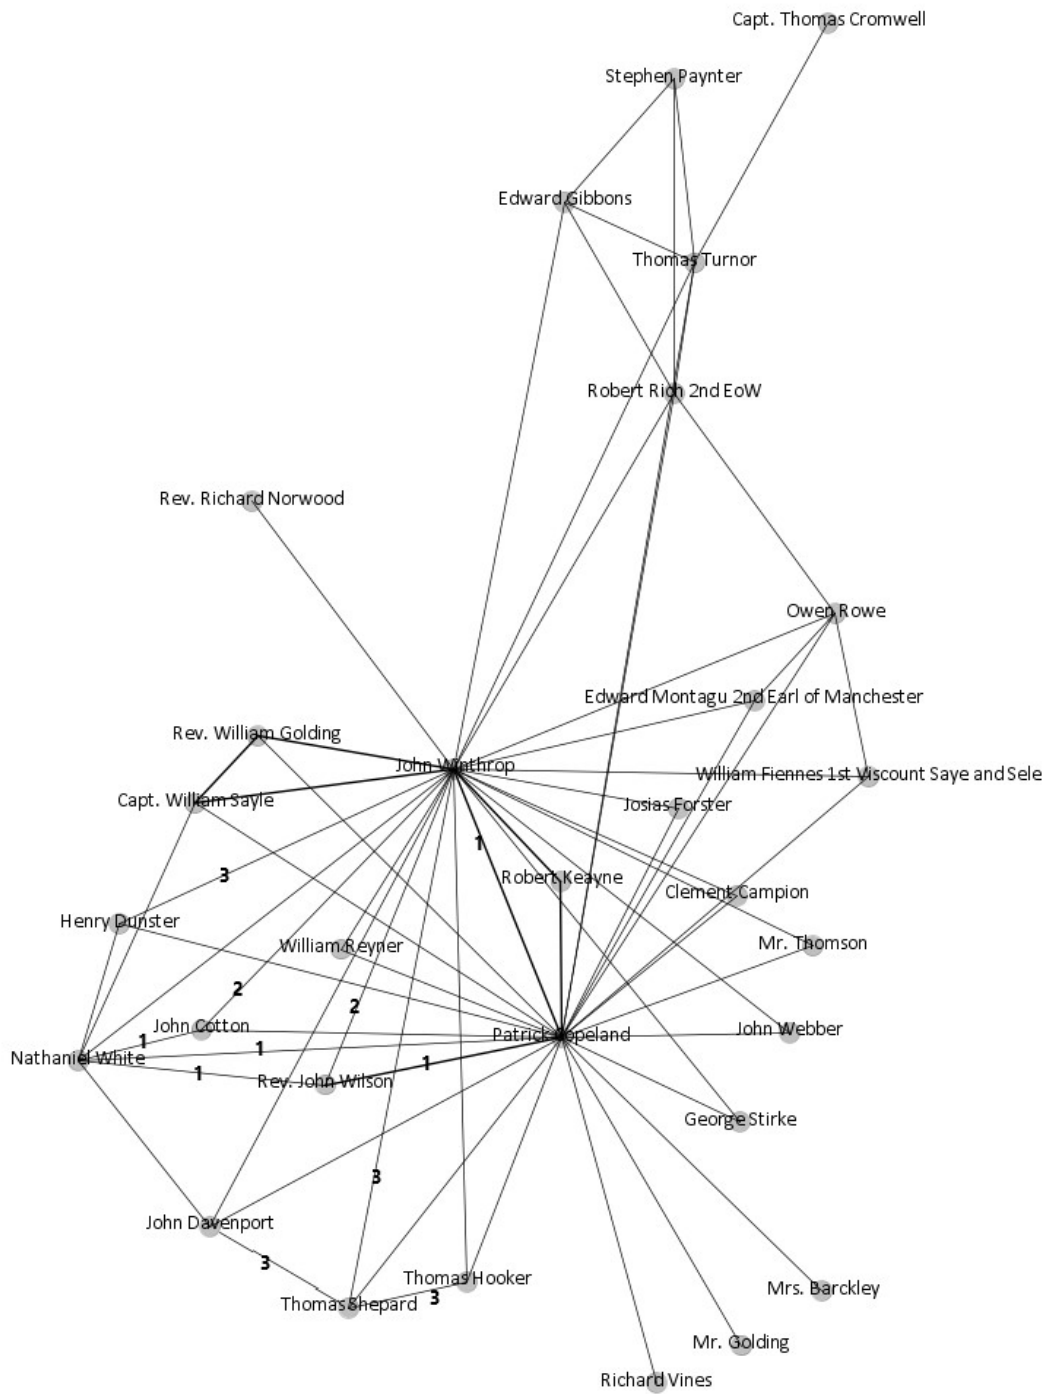 Capt. Thomas Cromwell
Stephen Paynter
Edward Gibbons
Thomas Turnor
Robert Rich 2nd EoW
Rev. Richard Norwood
Owen Rowe
Edward Montagu 2nd Earl of Manchester
Rev. William Golding
John Winthrop
William Fiennes 1st Viscount Saye and Sele
Capt. William Sayle
Josias Forster
1
3
Robert Keayne
Clement Campion
Henry Dunster
William Reyner
Mr. Thomson
2
2
John Cotton
Patrick Copeland
John Webber
1
1
Nathaniel White
1
1
Rev. John Wilson
George Stirke
3
John Davenport
3
Thomas Hooker
3
Thomas Shepard
Mrs. Barckley
Mr. Golding
Richard Vines